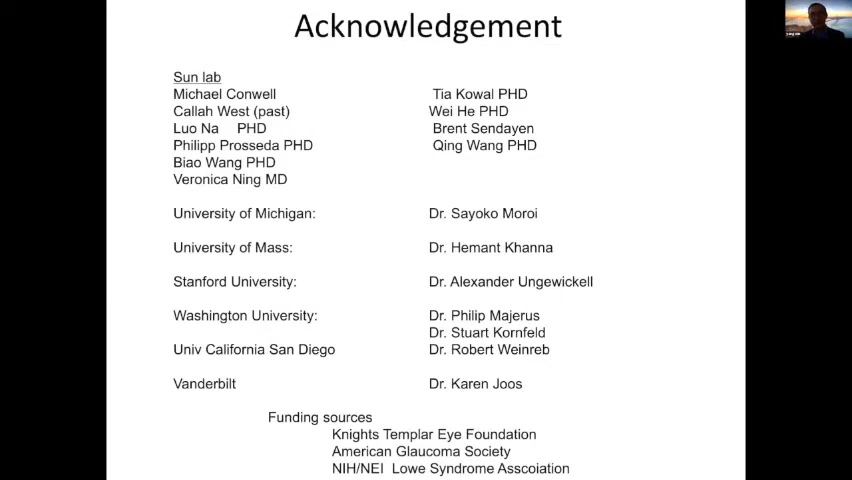 Acknowledgement
Sun lab
Michael Conwell Tia Kowal PHD
Callah West (past) Wei He PHD
Luo Na PHD Brent Sendayen
Philipp Prosseda PHD Qing Wang PHD
Biao Wang PHD
Veronica Ning MD
University of Michigan: Dr. Sayoko Moroi
University of Mass: Dr. Hemant Khanna
Stanford University: Dr. Alexander Ungewickell
Washington University: Dr. Philip Majerus
Dr. Stuart Kornfeld
Univ California San Diego Dr. Robert Weinreb
Vanderbilt Dr. Karen Joos
Funding sources
Knights Templar Eye Foundation
American Glaucoma Society
NIH/NEI Lowe Syndrome Asscoiation